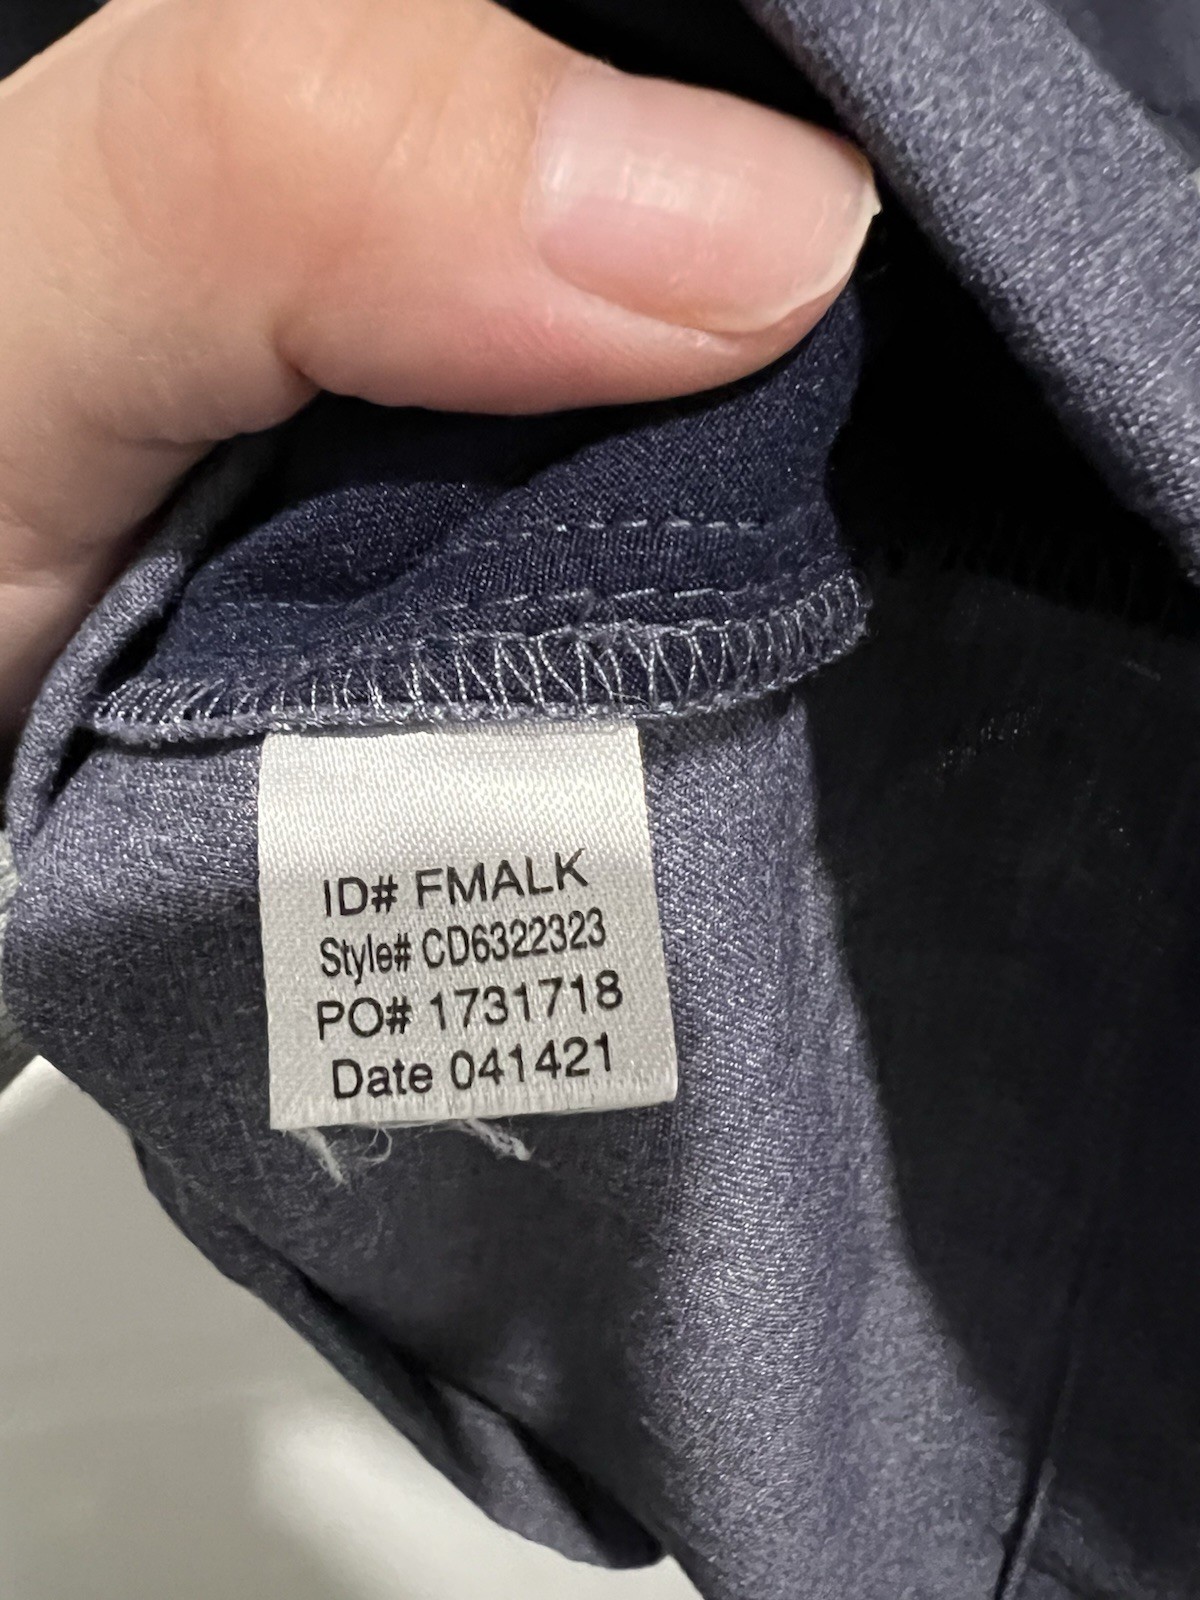 ID# FMALK
Style# CD6322323
PO# 1731718
Date 041421